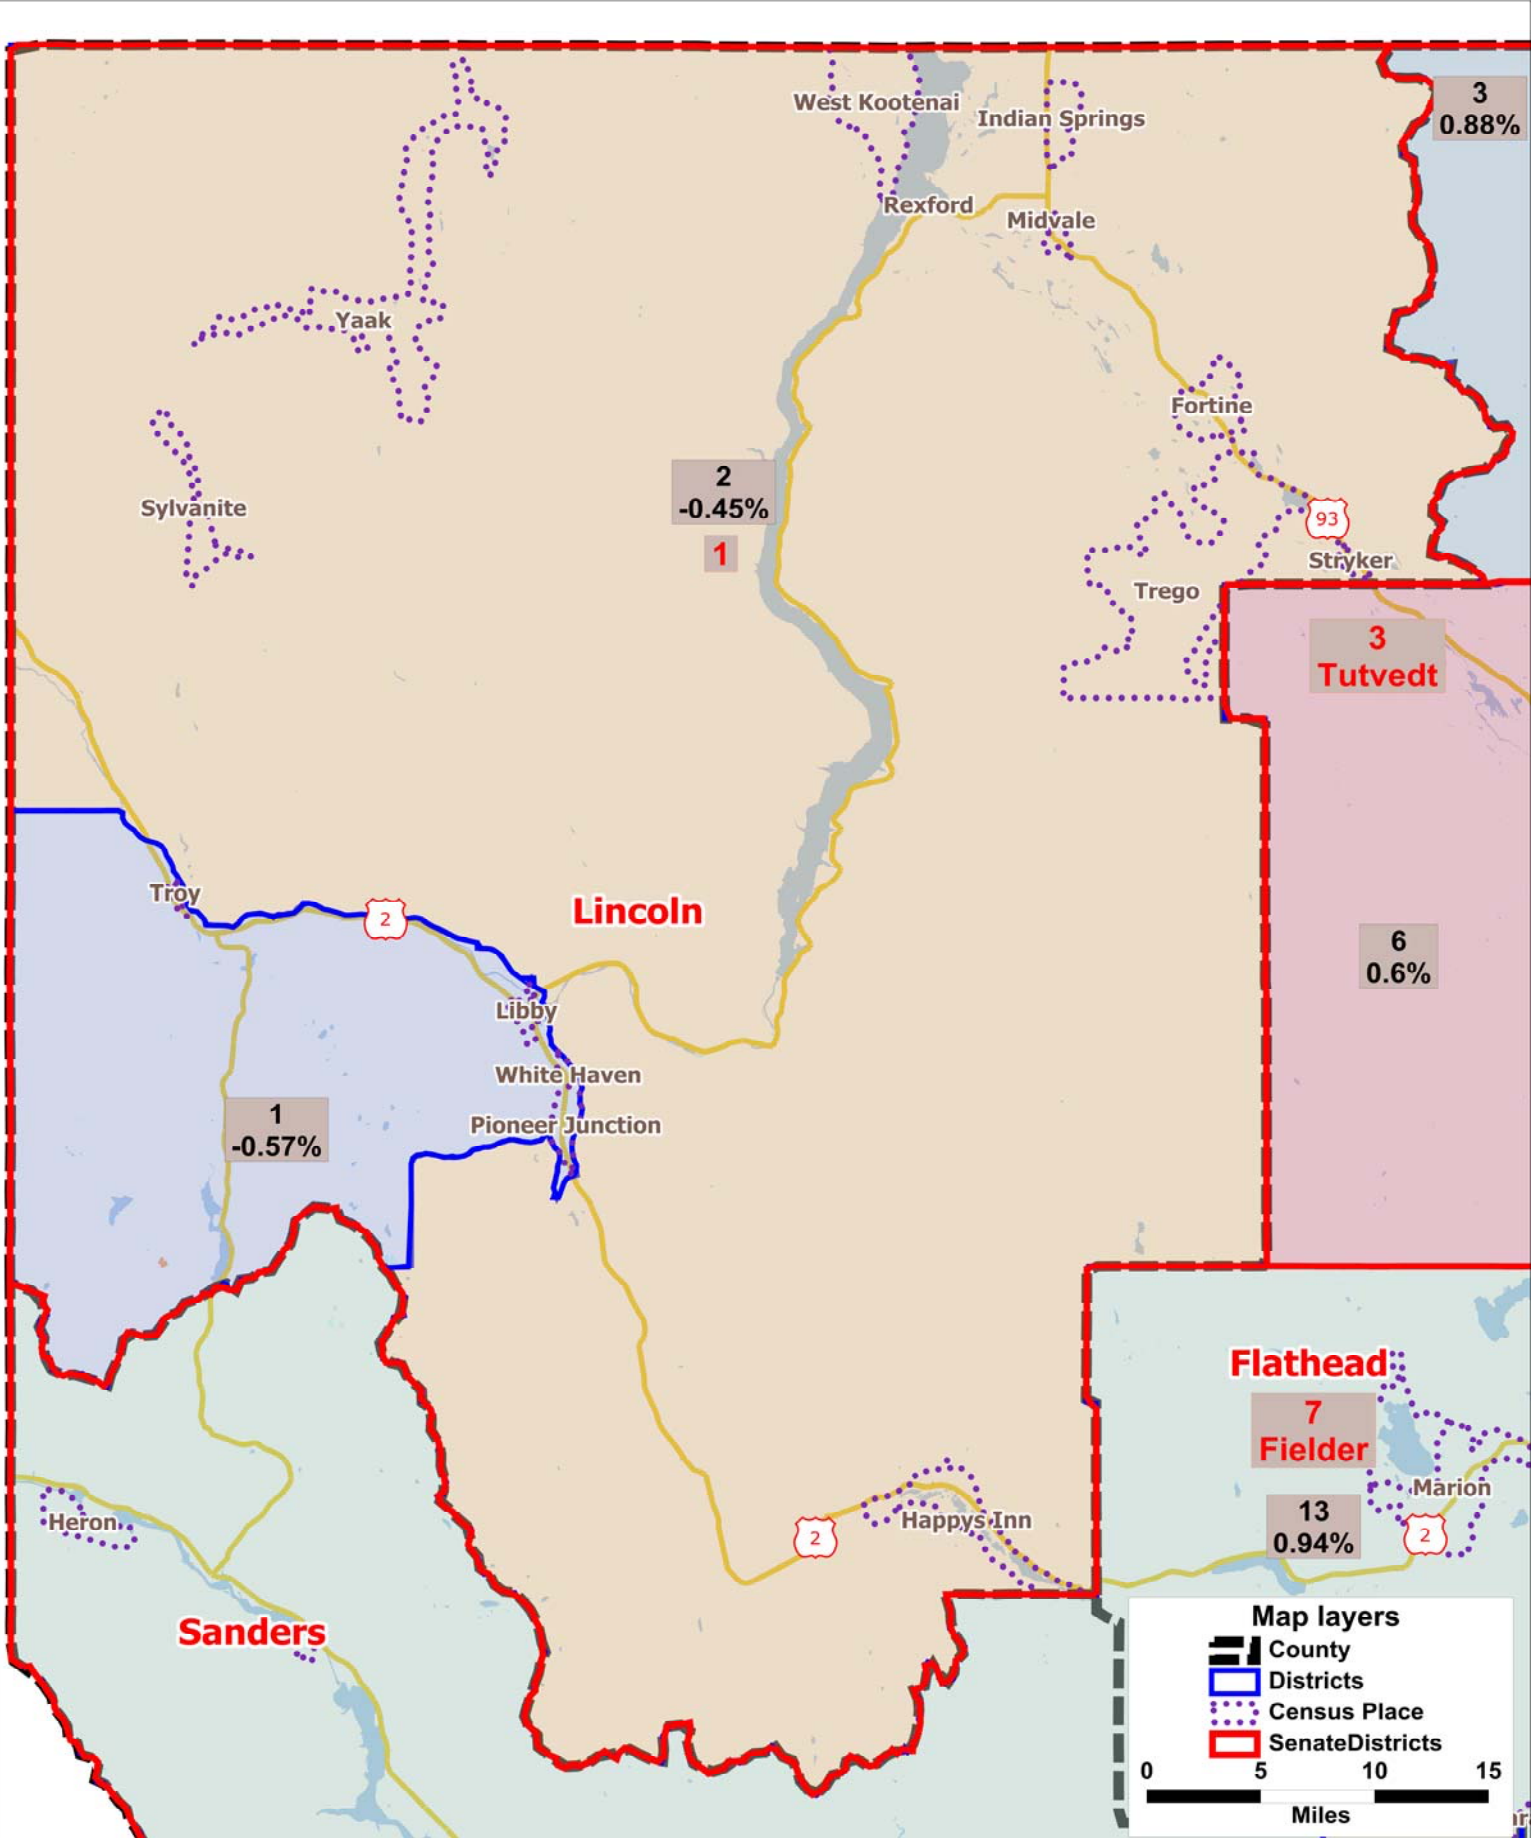 3
0.88%
West Kootenai
Indian Springs
Rexford
Midvale
Yaak
Fortine
2
-0.45%
1
Sylvanite
93
Stryker
Trego
3
Tutvedt
Troy
2
Lincoln
6
0.6%
Libby
White Haven
Pioneer Junction
1
-0.57%
Flathead
7
Fielder
Marion
13
0.94%
2
Heron
Happys Inn
2
Sanders
Map layers
County
Districts
Census Place
SenateDistricts
0 5 10 15
Miles